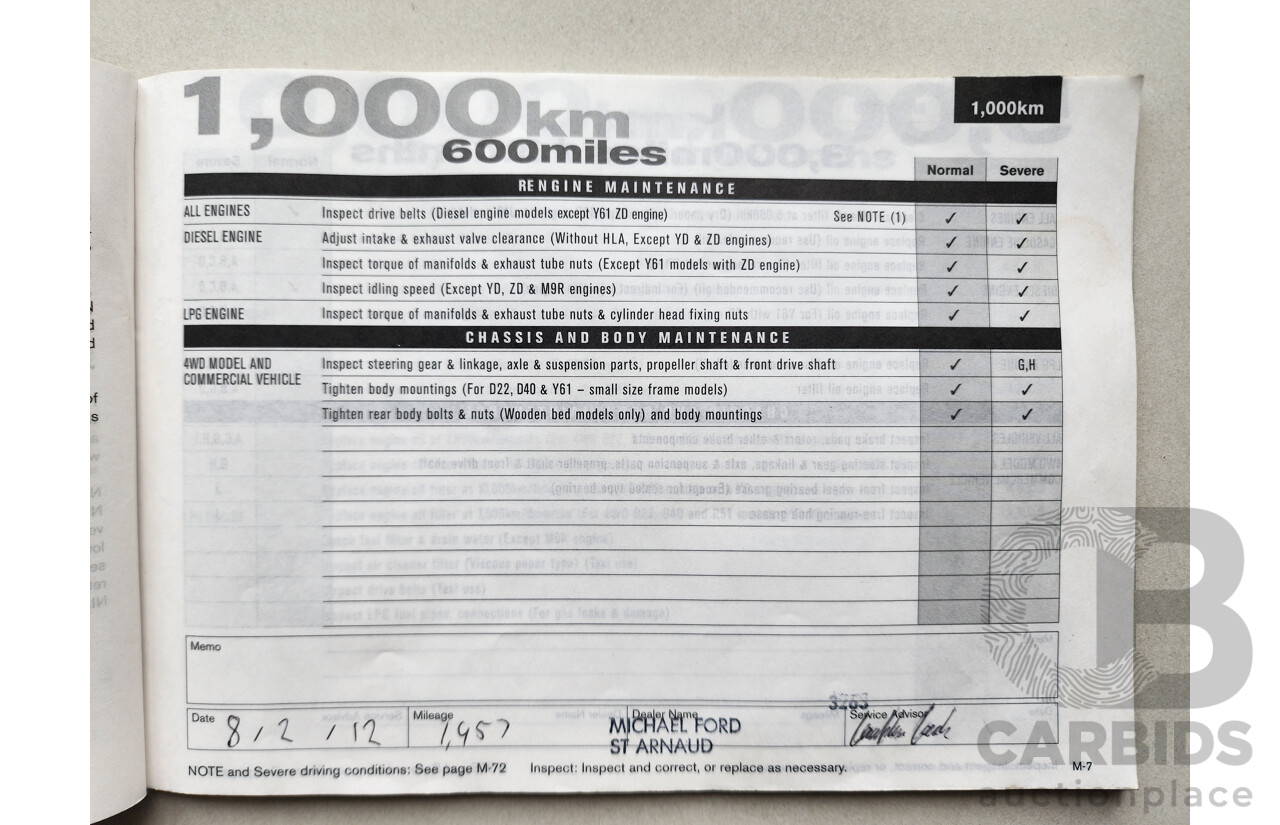 1,000km
600miles
1,000km
Normal Severe
RENGINE MAINTENANCE
ALL ENGINES Inspect drive belts (Diesel engine models except Y61 ZD engine) See NOTE (1) ✓ ✓
DIESEL ENGINE Adjust intake & exhaust valve clearance (Without HLA, Except YD & ZD engines) ✓ ✓
Inspect torque of manifolds & exhaust tube nuts (Except Y61 models with ZD engine) ✓ ✓
Inspect idling speed (Except YD, ZD & M9R engines) ✓ ✓
LPG ENGINE Inspect torque of manifolds & exhaust tube nuts & cylinder head fixing nuts ✓ ✓
CHASSIS AND BODY MAINTENANCE
4WD MODEL AND Inspect steering gear & linkage, axle & suspension parts, propeller shaft & front drive shaft ✓ G,H
COMMERCIAL VEHICLE
Tighten body mountings (For D22, D40 & Y61 – small size frame models) ✓ ✓
Tighten rear body bolts & nuts (Wooden bed models only) and body mountings ✓ ✓
Memo
3263
Date 8/2/12 Mileage 1,957 Dealer Name Service Advisor
MICHAEL FORD
ST ARNAUD
NOTE and Severe driving conditions: See page M-72 Inspect: Inspect and correct, or replace as necessary.
M-7
CARBIDS
auctionplace